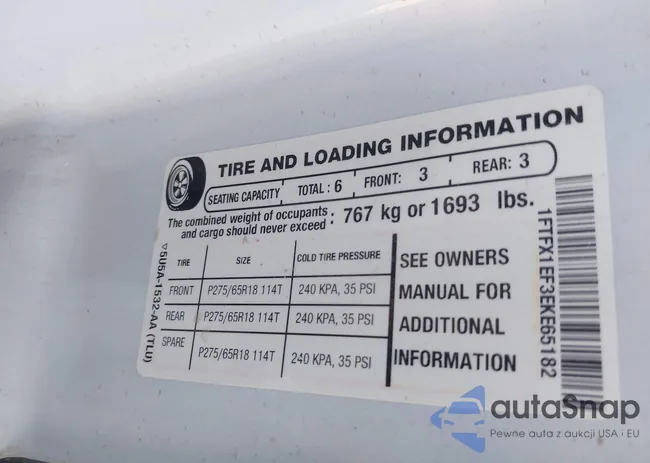 TIRE AND LOADING INFORMATION
SEATING CAPACITY TOTAL : 6 FRONT: 3 REAR: 3
The combined weight of occupants and cargo should never exceed : 767 kg or 1693 lbs.
TIRE SIZE COLD TIRE PRESSURE
FRONT P275/65R18 114T 240 KPA, 35 PSI
REAR P275/65R18 114T 240 KPA, 35 PSI
SPARE P275/65R18 114T 240 KPA, 35 PSI
SEE OWNERS
MANUAL FOR
ADDITIONAL
INFORMATION
5U5A-1532-AA (TLU)
1FTFX1EF3EKE65182
autaSnap
Pewne auta z aukcji USA i EU